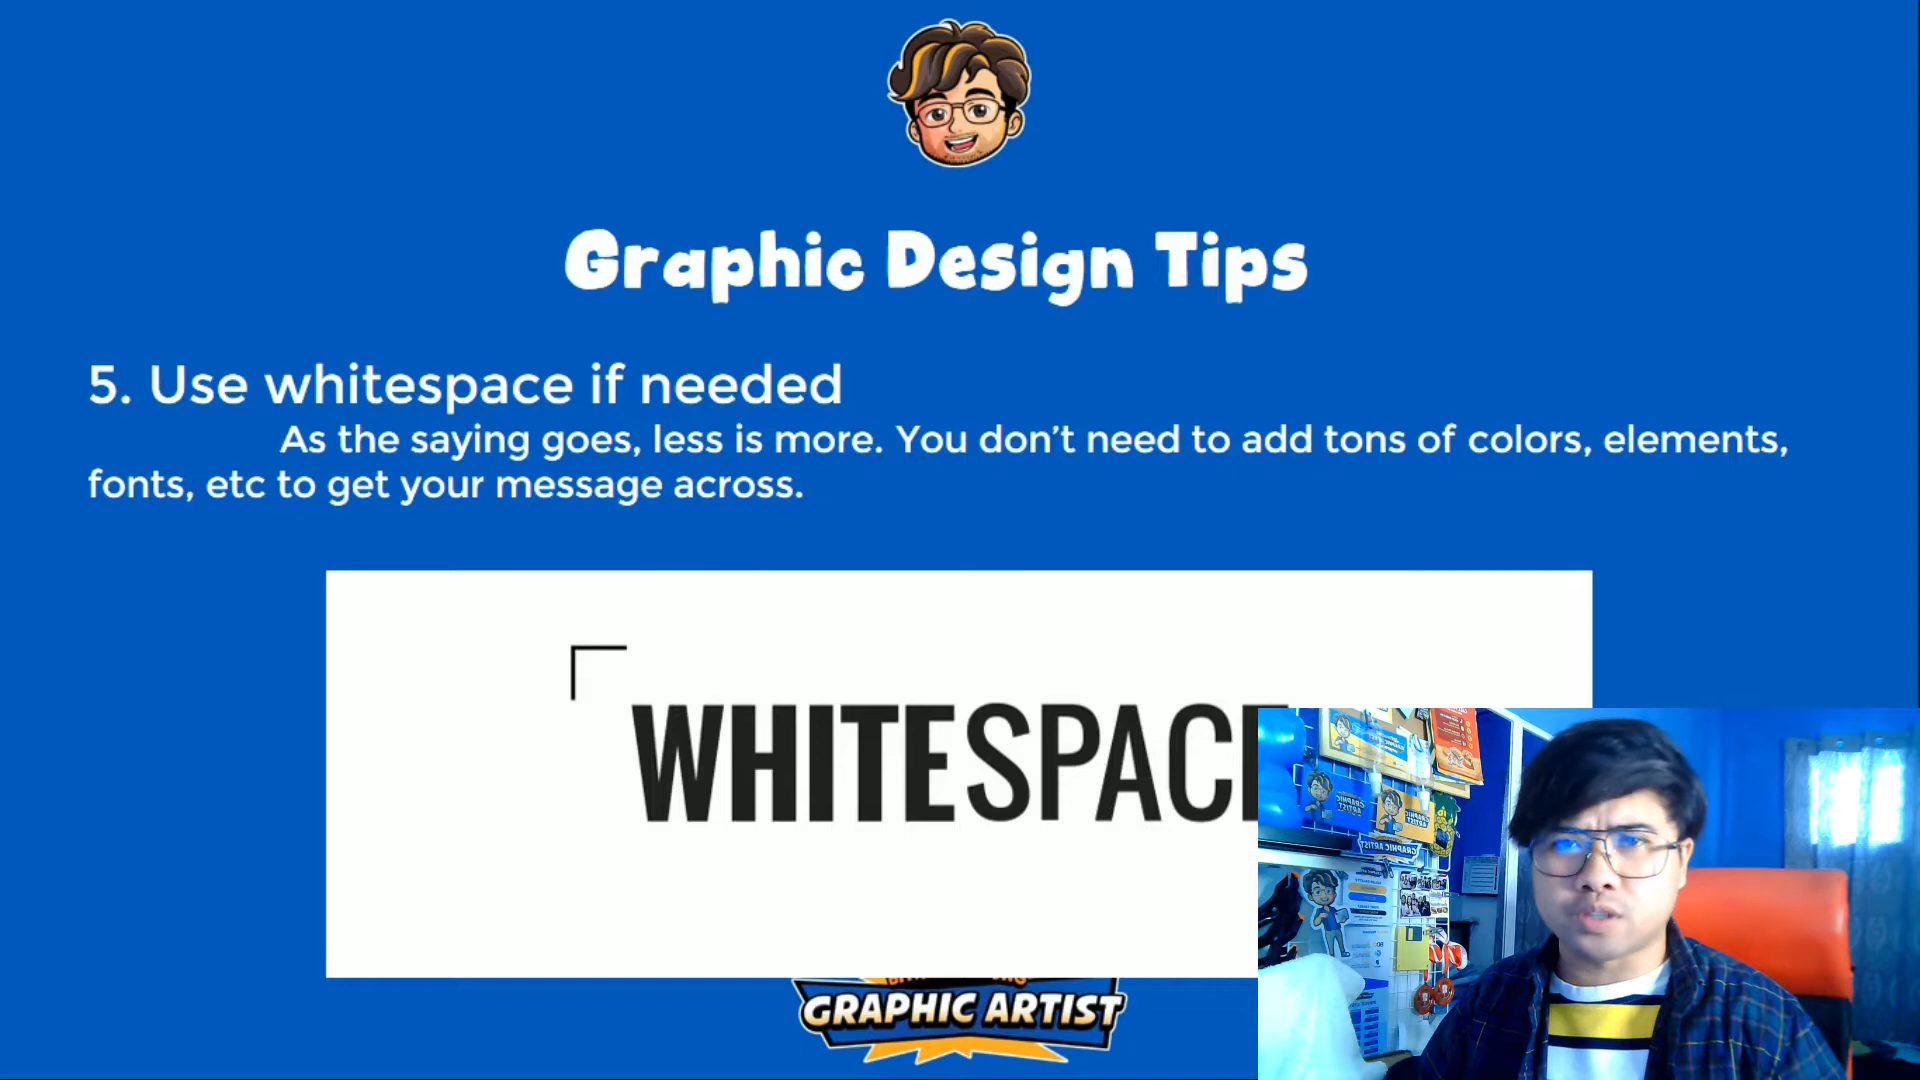 Graphic Design Tips
5. Use whitespace if needed
As the saying goes, less is more. You don’t need to add tons of colors, elements,
fonts, etc to get your message across.
WHITESPACE
GRAPHIC ARTIST